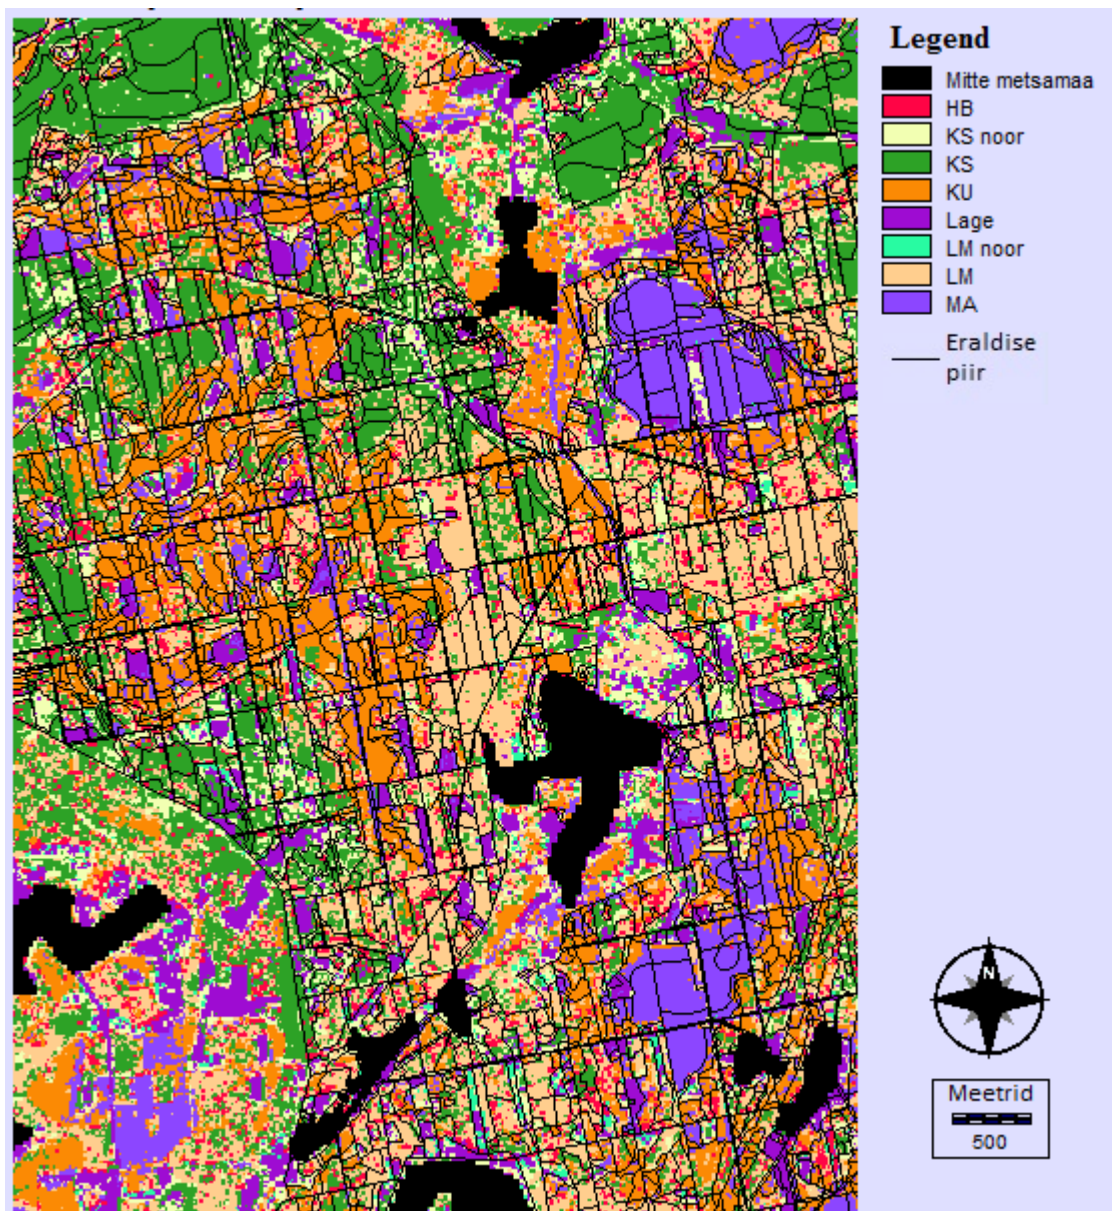 Legend
Mitte metsamaa
HB
KS noor
KS
KU
Lage
LM noor
LM
MA
Eraldise
piir
N
Meetrid
500